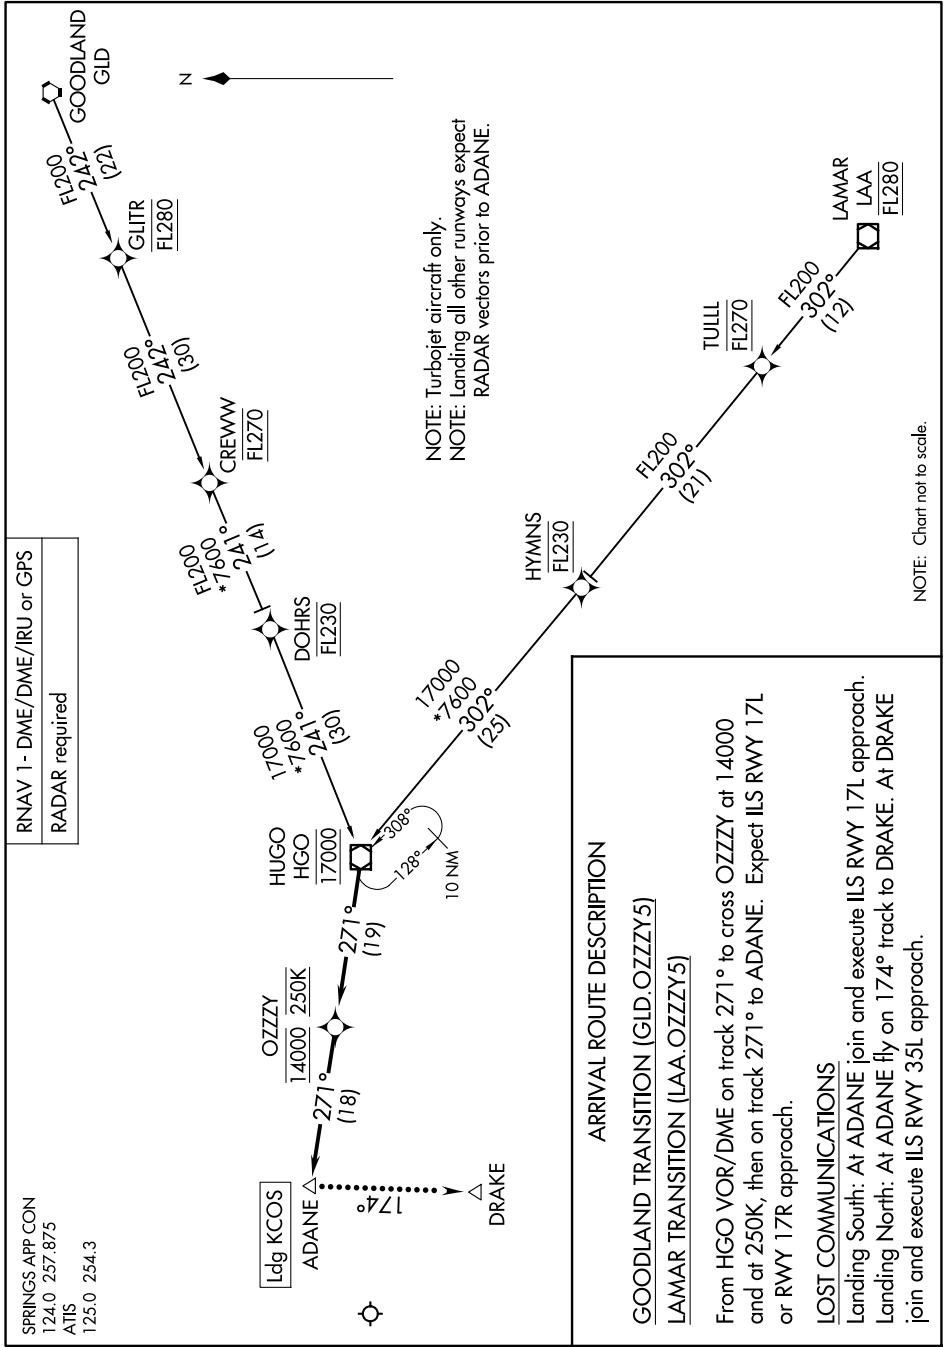 SPRINGS APP CON
124.0 257.875
ATIS
125.0 254.3
RNAV 1- DME/DME/IRU or GPS
RADAR required
GOODLAND
GLD
FL200
242°
(22)
GLITR
FL280
FL200
242°
(30)
CREWW
FL270
FL200
*7600
241°
(14)
DOHRS
FL230
17000
*7600
241°
(30)
HUGO
HGO
17000
308°
128°
10 NM
271°
(19)
OZZZY
14000 250K
271°
(18)
Ldg KCOS
ADANE
174°
DRAKE
N
NOTE: Turbojet aircraft only.
NOTE: Landing all other runways expect
RADAR vectors prior to ADANE.
LAMAR
LAA
FL280
FL200
302°
(12)
TULLL
FL270
FL200
302°
(21)
HYMNS
FL230
17000
*7600
302°
(25)
NOTE: Chart not to scale.
ARRIVAL ROUTE DESCRIPTION
GOODLAND TRANSITION (GLD.OZZZY5)
LAMAR TRANSITION (LAA.OZZZY5)
From HGO VOR/DME on track 271° to cross OZZZY at 14000
and at 250K, then on track 271° to ADANE. Expect ILS RWY 17L
or RWY 17R approach.
LOST COMMUNICATIONS
Landing South: At ADANE join and execute ILS RWY 17L approach.
Landing North: At ADANE fly on 174° track to DRAKE. At DRAKE
join and execute ILS RWY 35L approach.